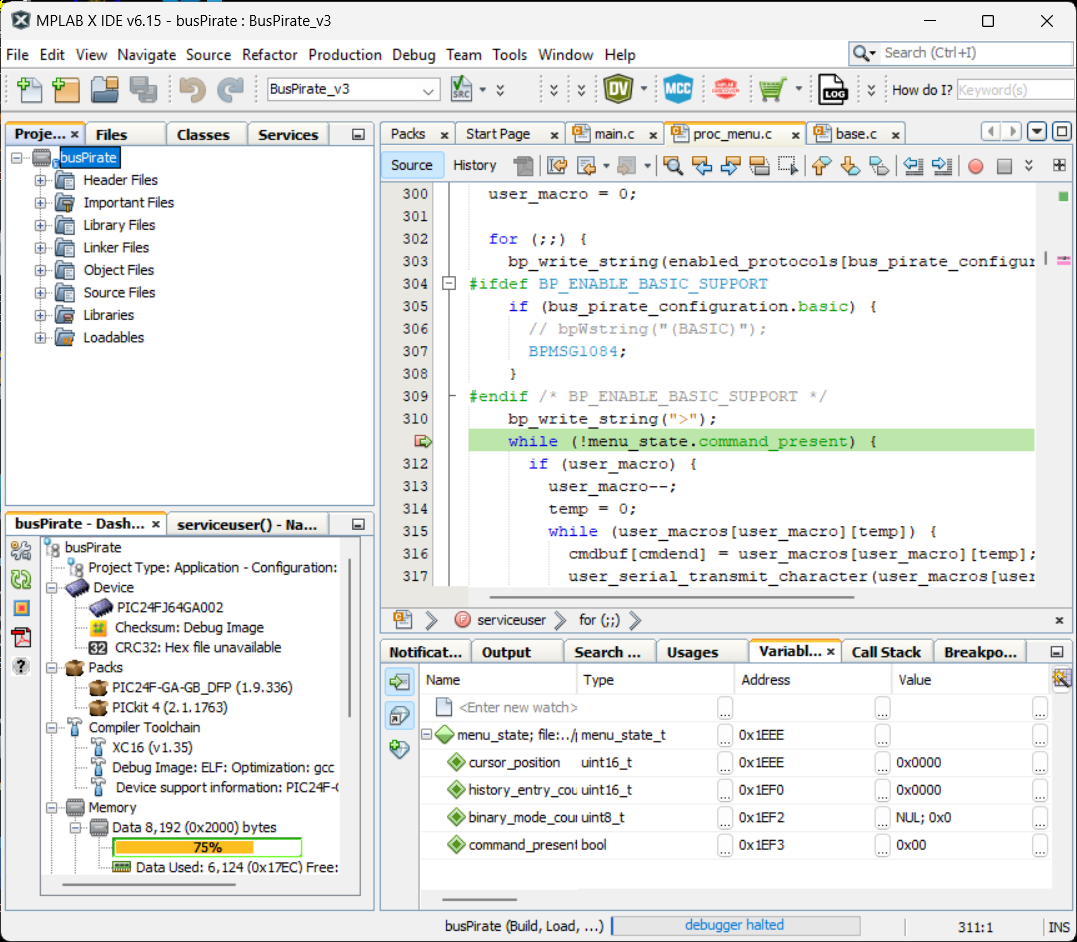 MPLAB X IDE v6.15 - busPirate : BusPirate_v3
File Edit View Navigate Source Refactor Production Debug Team Tools Window Help
Search (Ctrl+I)
BusPirate_v3
SRC
DV
MCC
LOG
How do I?
Keyword(s)
Proje... × Files Classes Services
busPirate
Header Files
Important Files
Library Files
Linker Files
Object Files
Source Files
Libraries
Loadables
busPirate - Dash... × serviceuser() - Na...
busPirate
Project Type: Application - Configuration:
Device
PIC24FJ64GA002
Checksum: Debug Image
CRC32: Hex file unavailable
Packs
PIC24F-GA-GB_DFP (1.9.336)
PICkit 4 (2.1.1763)
Compiler Toolchain
XC16 (v1.35)
Debug Image: ELF: Optimization: gcc
Device support information: PIC24F-
Memory
Data 8,192 (0x2000) bytes
75%
Data Used: 6,124 (0x17EC) Free:
Packs × Start Page × main.c × proc_menu.c × base.c ×
Source History
300 user_macro = 0;
301
302 for (;;) {
303 bp_write_string(enabled_protocols[bus_pirate_configur
304 #ifdef BP_ENABLE_BASIC_SUPPORT
305 if (bus_pirate_configuration.basic) {
306 // bpWstring("(BASIC)");
307 BPMSG1084;
308 }
309 #endif /* BP_ENABLE_BASIC_SUPPORT */
310 bp_write_string(">");
while (!menu_state.command_present) {
312 if (user_macro) {
313 user_macro--;
314 temp = 0;
315 while (user_macros[user_macro][temp]) {
316 cmdbuf[cmdend] = user_macros[user_macro][temp];
317 user_serial_transmit_character(user_macros[user
serviceuser for (;;)
Notificat... Output Search ... Usages Variabl... × Call Stack Breakpo...
Name Type Address Value
<Enter new watch> ... ... ...
menu_state; file:../ menu_state_t ... 0x1EEE ... ...
cursor_position uint16_t ... 0x1EEE ... 0x0000 ...
history_entry_cou uint16_t ... 0x1EF0 ... 0x0000 ...
binary_mode_cou uint8_t ... 0x1EF2 ... NUL; 0x0 ...
command_present bool ... 0x1EF3 ... 0x00 ...
busPirate (Build, Load, ...) debugger halted 311:1 INS